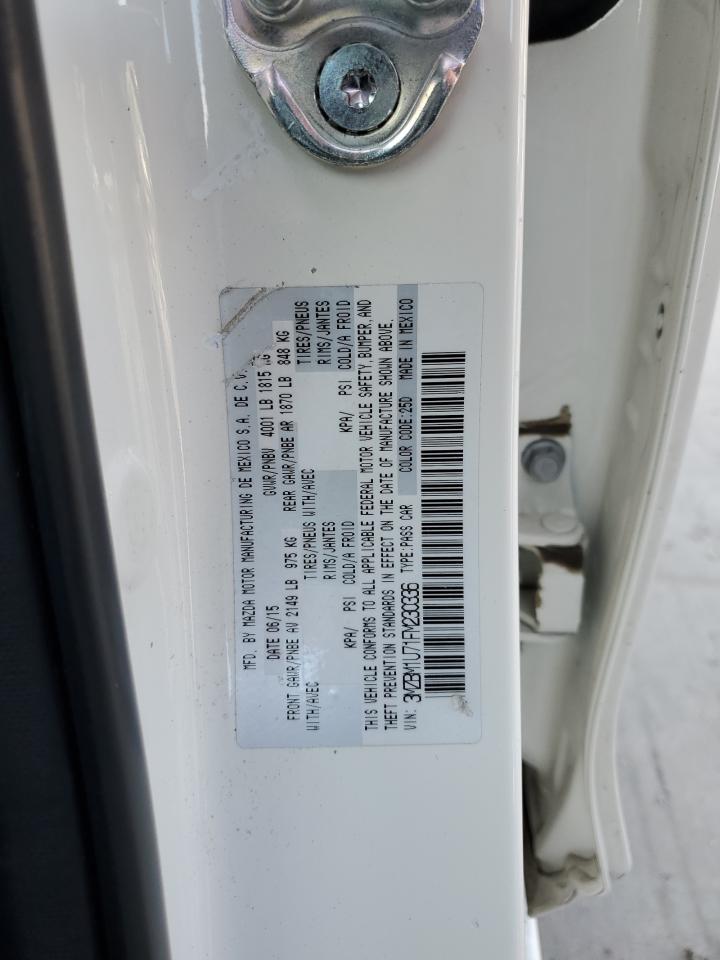 MFD. BY MAZDA MOTOR MANUFACTURING DE MEXICO S.A. DE C.V.
DATE 06/15 GVWR/PNBV 4001 LB 1815 KG
FRONT GAWR/PNBE AV 2149 LB 975 KG REAR GAWR/PNBE AR 1870 LB 848 KG
WITH/AVEC TIRES/PNEUS WITH/AVEC TIRES/PNEUS
RIMS/JANTES RIMS/JANTES
KPA/ PSI COLD/A FROID KPA/ PSI COLD/A FROID
THIS VEHICLE CONFORMS TO ALL APPLICABLE FEDERAL MOTOR VEHICLE SAFETY, BUMPER, AND
THEFT PREVENTION STANDARDS IN EFFECT ON THE DATE OF MANUFACTURE SHOWN ABOVE.
VIN: 3MZBM1U71FM230336 TYPE:PASS CAR COLOR CODE:25D MADE IN MEXICO